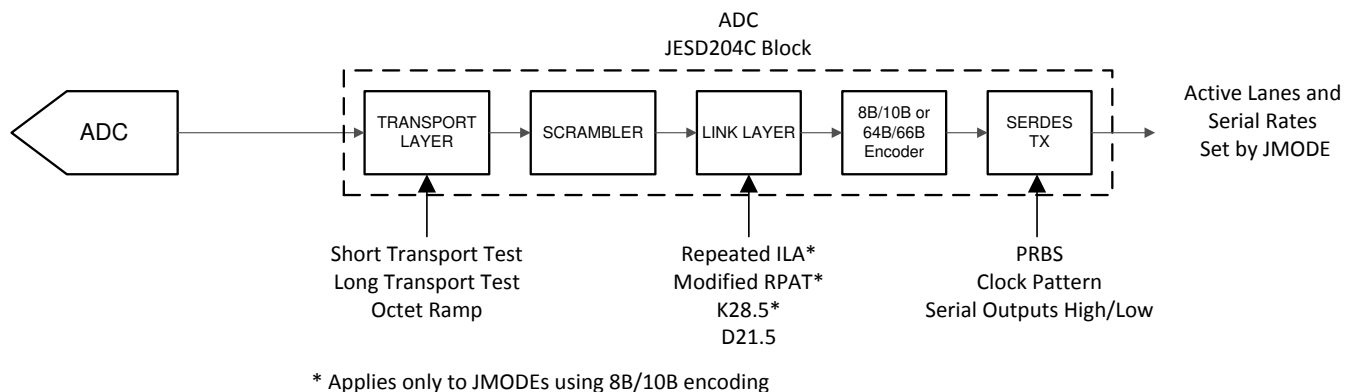 ADC
JESD204C Block
ADC
TRANSPORT
LAYER
SCRAMBLER
LINK LAYER
8B/10B or
64B/66B
Encoder
SERDES
TX
Active Lanes and
Serial Rates
Set by JMODE
Short Transport Test
Long Transport Test
Octet Ramp
Repeated ILA*
Modified RPAT*
K28.5*
D21.5
PRBS
Clock Pattern
Serial Outputs High/Low
* Applies only to JMODEs using 8B/10B encoding